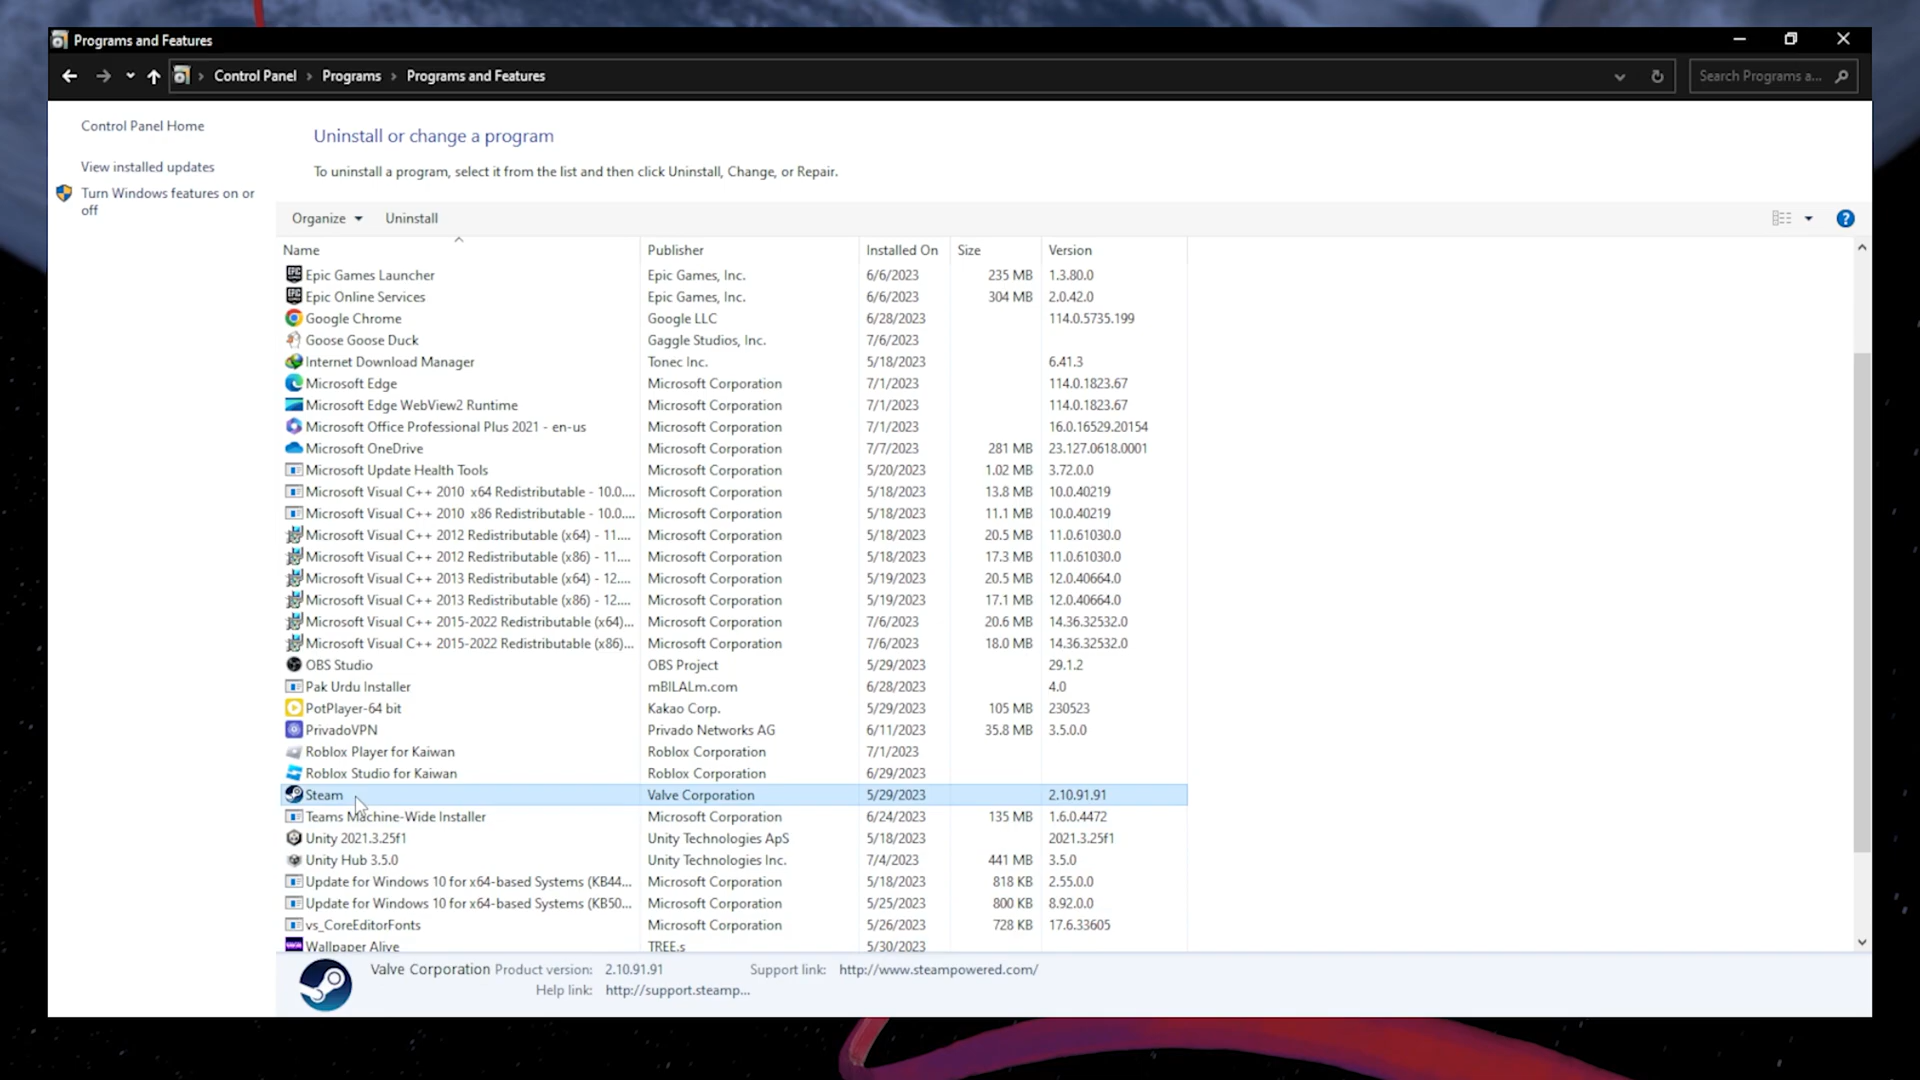 Programs and Features
Control Panel > Programs > Programs and Features
Search Programs a...
Control Panel Home
View installed updates
Turn Windows features on or
off
Uninstall or change a program
To uninstall a program, select it from the list and then click Uninstall, Change, or Repair.
Organize Uninstall
Name Publisher Installed On Size Version
Epic Games Launcher Epic Games, Inc. 6/6/2023 235 MB 1.3.80.0
Epic Online Services Epic Games, Inc. 6/6/2023 304 MB 2.0.42.0
Google Chrome Google LLC 6/28/2023 114.0.5735.199
Goose Goose Duck Gaggle Studios, Inc. 7/6/2023
Internet Download Manager Tonec Inc. 5/18/2023 6.41.3
Microsoft Edge Microsoft Corporation 7/1/2023 114.0.1823.67
Microsoft Edge WebView2 Runtime Microsoft Corporation 7/1/2023 114.0.1823.67
Microsoft Office Professional Plus 2021 - en-us Microsoft Corporation 7/1/2023 16.0.16529.20154
Microsoft OneDrive Microsoft Corporation 7/7/2023 281 MB 23.127.0618.0001
Microsoft Update Health Tools Microsoft Corporation 5/20/2023 1.02 MB 3.72.0.0
Microsoft Visual C++ 2010 x64 Redistributable - 10.0.... Microsoft Corporation 5/18/2023 13.8 MB 10.0.40219
Microsoft Visual C++ 2010 x86 Redistributable - 10.0.... Microsoft Corporation 5/18/2023 11.1 MB 10.0.40219
Microsoft Visual C++ 2012 Redistributable (x64) - 11.... Microsoft Corporation 5/18/2023 20.5 MB 11.0.61030.0
Microsoft Visual C++ 2012 Redistributable (x86) - 11.... Microsoft Corporation 5/18/2023 17.3 MB 11.0.61030.0
Microsoft Visual C++ 2013 Redistributable (x64) - 12.... Microsoft Corporation 5/19/2023 20.5 MB 12.0.40664.0
Microsoft Visual C++ 2013 Redistributable (x86) - 12.... Microsoft Corporation 5/19/2023 17.1 MB 12.0.40664.0
Microsoft Visual C++ 2015-2022 Redistributable (x64)... Microsoft Corporation 7/6/2023 20.6 MB 14.36.32532.0
Microsoft Visual C++ 2015-2022 Redistributable (x86)... Microsoft Corporation 7/6/2023 18.0 MB 14.36.32532.0
OBS Studio OBS Project 5/29/2023 29.1.2
Pak Urdu Installer mBILALm.com 6/28/2023 4.0
PotPlayer-64 bit Kakao Corp. 5/29/2023 105 MB 230523
PrivadoVPN Privado Networks AG 6/11/2023 35.8 MB 3.5.0.0
Roblox Player for Kaiwan Roblox Corporation 7/1/2023
Roblox Studio for Kaiwan Roblox Corporation 6/29/2023
Steam Valve Corporation 5/29/2023 2.10.91.91
Teams Machine-Wide Installer Microsoft Corporation 6/24/2023 135 MB 1.6.0.4472
Unity 2021.3.25f1 Unity Technologies ApS 5/18/2023 2021.3.25f1
Unity Hub 3.5.0 Unity Technologies Inc. 7/4/2023 441 MB 3.5.0
Update for Windows 10 for x64-based Systems (KB44... Microsoft Corporation 5/18/2023 818 KB 2.55.0.0
Update for Windows 10 for x64-based Systems (KB50... Microsoft Corporation 5/25/2023 800 KB 8.92.0.0
vs_CoreEditorFonts Microsoft Corporation 5/26/2023 728 KB 17.6.33605
Wallpaper Alive TREE.s 5/30/2023
Valve Corporation Product version: 2.10.91.91 Support link: http://www.steampowered.com/
Help link: http://support.steamp...